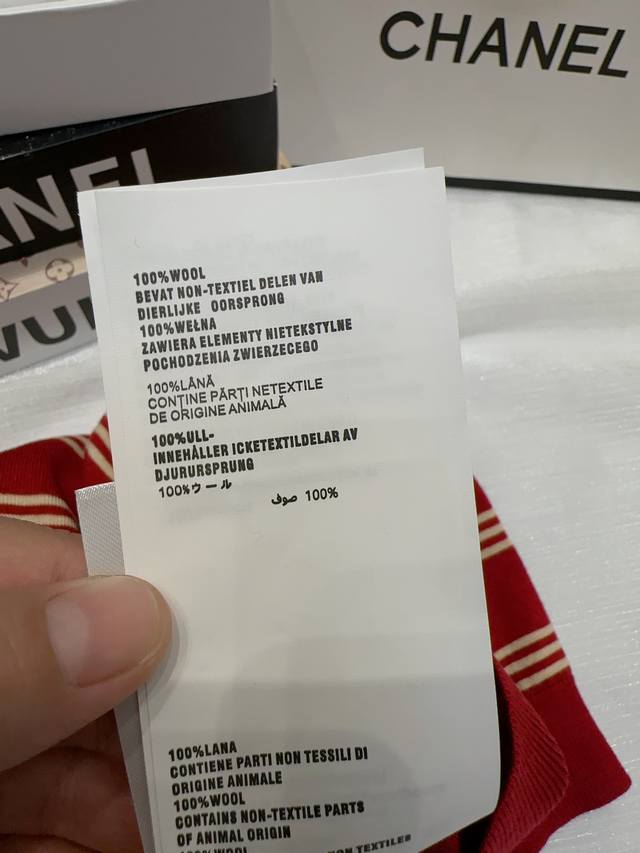 CHANEL
100%WOOL
BEVAT NON-TEXTIEL DELEN VAN
DIERLIJKE OORSPRONG
100%WEŁNA
ZAWIERA ELEMENTY NIETEKSTYLNE
POCHODZENIA ZWIERZECEGO
100%LÂNĂ
CONȚINE PĂRȚI NETEXTILE
DE ORIGINE ANIMALĂ
100%ULL-
INNEHÅLLER ICKETEXTILDELAR AV
DJURURSPRUNG
100%ウール
صوف 100%
100%LANA
CONTIENE PARTI NON TESSILI DI
ORIGINE ANIMALE
100%WOOL
CONTAINS NON-TEXTILE PARTS
OF ANIMAL ORIGIN